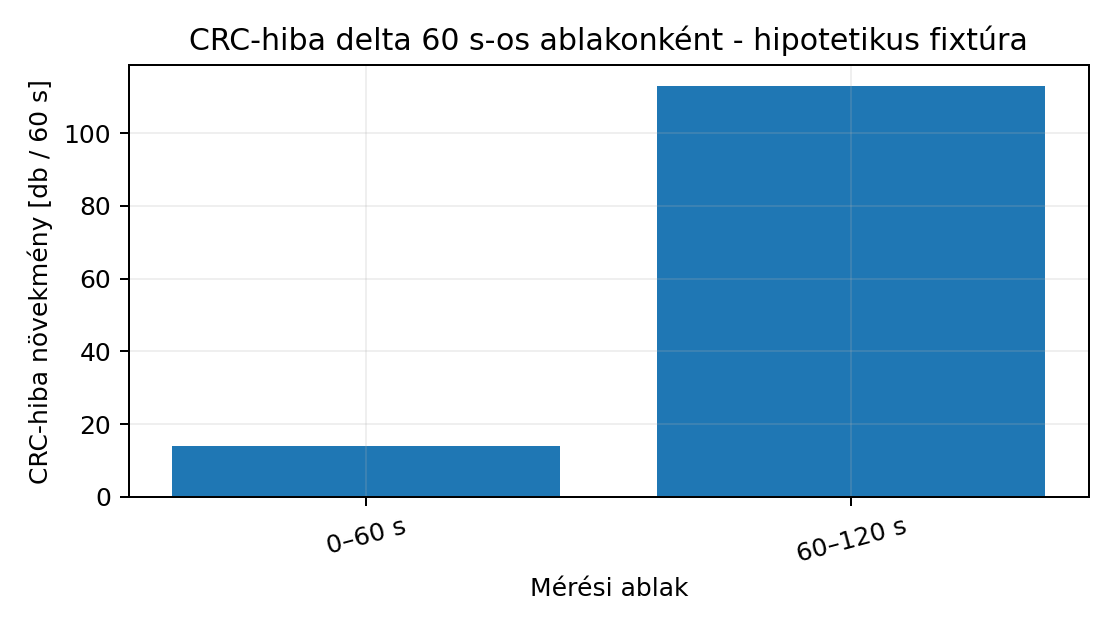 CRC-hiba delta 60 s-os ablakonként - hipotetikus fixtúra
CRC-hiba növekmény [db / 60 s]
100
80
60
40
20
0
0–60 s
60–120 s
Mérési ablak